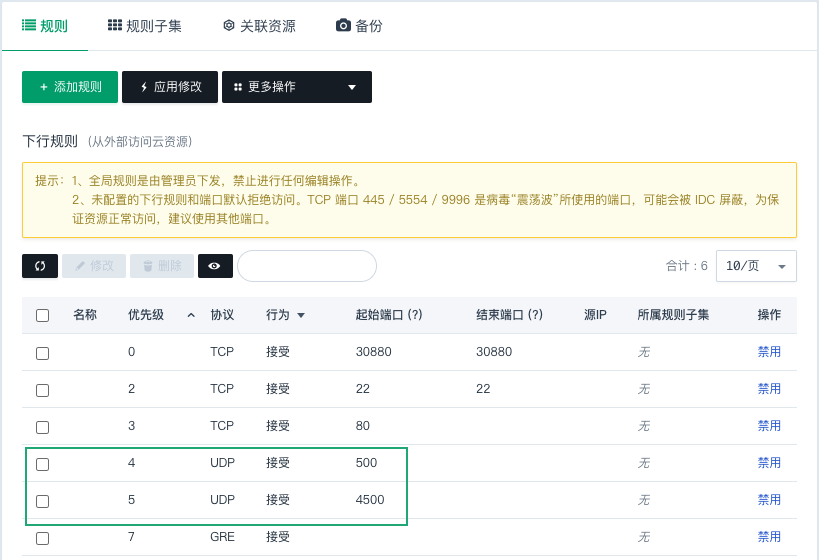 规则 规则子集 关联资源 备份
+ 添加规则 应用修改 更多操作
下行规则 (从外部访问云资源)
提示: 1、全局规则是由管理员下发，禁止进行任何编辑操作。
2、未配置的下行规则和端口默认拒绝访问。TCP 端口 445 / 5554 / 9996 是病毒“震荡波”所使用的端口，可能会被 IDC 屏蔽，为保
证资源正常访问，建议使用其他端口。
修改 删除 合计 : 6 10/页
名称 优先级 协议 行为 起始端口 (?) 结束端口 (?) 源IP 所属规则子集 操作
0 TCP 接受 30880 30880 无 禁用
2 TCP 接受 22 22 无 禁用
3 TCP 接受 80 无 禁用
4 UDP 接受 500 无 禁用
5 UDP 接受 4500 无 禁用
7 GRE 接受 无 禁用